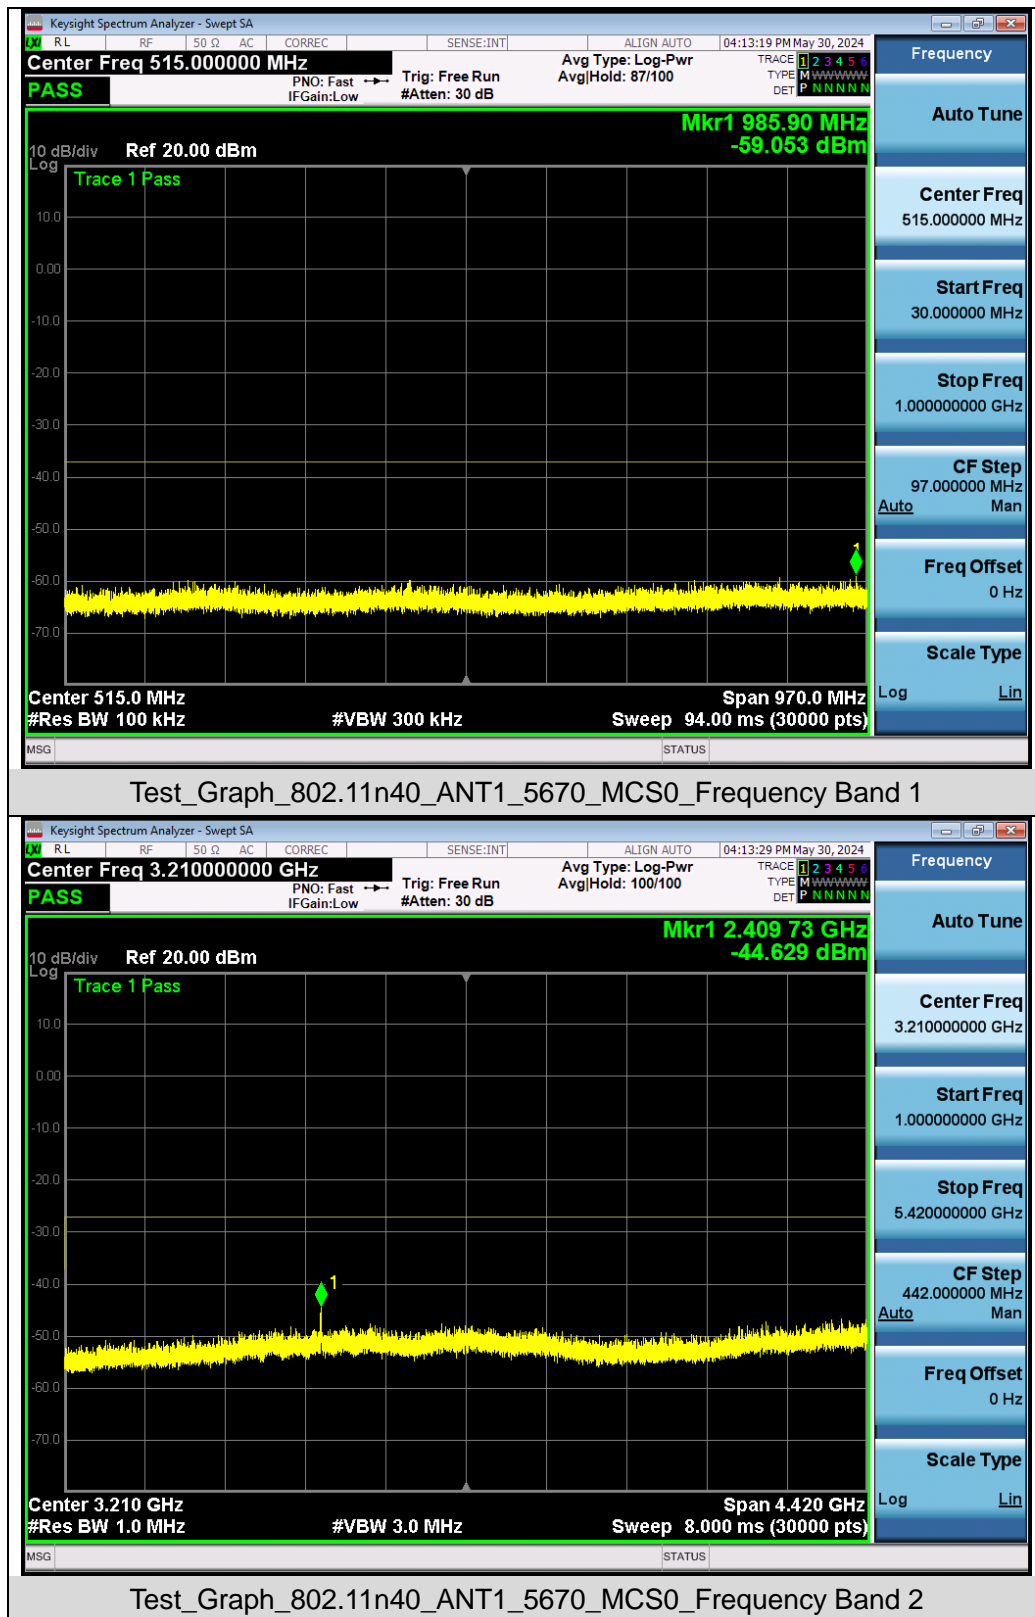 Keysight Spectrum Analyzer - Swept SA
LXI RL RF 50 Ω AC CORREC SENSE:INT ALIGN AUTO 04:13:19 PM May 30, 2024
Center Freq 515.000000 MHz
PASS
PNO: Fast
IFGain:Low
Trig: Free Run
#Atten: 30 dB
Avg Type: Log-Pwr
Avg|Hold: 87/100
TRACE 1 2 3 4 5 6
TYPE M WWWWW
DET P N N N N N
Mkr1 985.90 MHz
-59.053 dBm
10 dB/div Ref 20.00 dBm
Log
Trace 1 Pass
10.0
0.00
-10.0
-20.0
-30.0
-40.0
-50.0
-60.0
-70.0
1
Center 515.0 MHz Span 970.0 MHz
#Res BW 100 kHz #VBW 300 kHz Sweep 94.00 ms (30000 pts)
MSG STATUS
Frequency
Auto Tune
Center Freq
515.000000 MHz
Start Freq
30.000000 MHz
Stop Freq
1.000000000 GHz
CF Step
97.000000 MHz
Auto Man
Freq Offset
0 Hz
Scale Type
Log Lin
Test_Graph_802.11n40_ANT1_5670_MCS0_Frequency Band 1
Keysight Spectrum Analyzer - Swept SA
LXI RL RF 50 Ω AC CORREC SENSE:INT ALIGN AUTO 04:13:29 PM May 30, 2024
Center Freq 3.210000000 GHz
PASS
PNO: Fast
IFGain:Low
Trig: Free Run
#Atten: 30 dB
Avg Type: Log-Pwr
Avg|Hold: 100/100
TRACE 1 2 3 4 5 6
TYPE M WWWWW
DET P N N N N N
Mkr1 2.409 73 GHz
-44.629 dBm
10 dB/div Ref 20.00 dBm
Log
Trace 1 Pass
10.0
0.00
-10.0
-20.0
-30.0
-40.0
-50.0
-60.0
-70.0
1
Center 3.210 GHz Span 4.420 GHz
#Res BW 1.0 MHz #VBW 3.0 MHz Sweep 8.000 ms (30000 pts)
MSG STATUS
Frequency
Auto Tune
Center Freq
3.210000000 GHz
Start Freq
1.000000000 GHz
Stop Freq
5.420000000 GHz
CF Step
442.000000 MHz
Auto Man
Freq Offset
0 Hz
Scale Type
Log Lin
Test_Graph_802.11n40_ANT1_5670_MCS0_Frequency Band 2